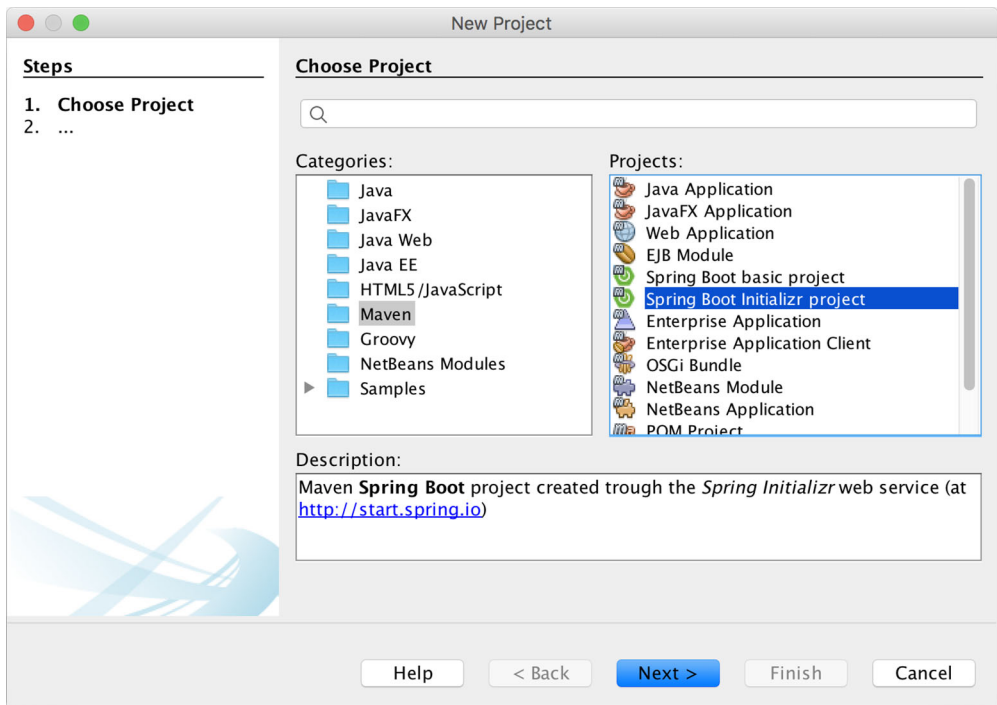 New Project
Steps
1. Choose Project
2. ...
Choose Project
Categories:
Java
JavaFX
Java Web
Java EE
HTML5/JavaScript
Maven
Groovy
NetBeans Modules
Samples
Projects:
Java Application
JavaFX Application
Web Application
EJB Module
Spring Boot basic project
Spring Boot Initializr project
Enterprise Application
Enterprise Application Client
OSGi Bundle
NetBeans Module
NetBeans Application
POM Project
Description:
Maven Spring Boot project created trough the Spring Initializr web service (at
http://start.spring.io)
Help
< Back
Next >
Finish
Cancel